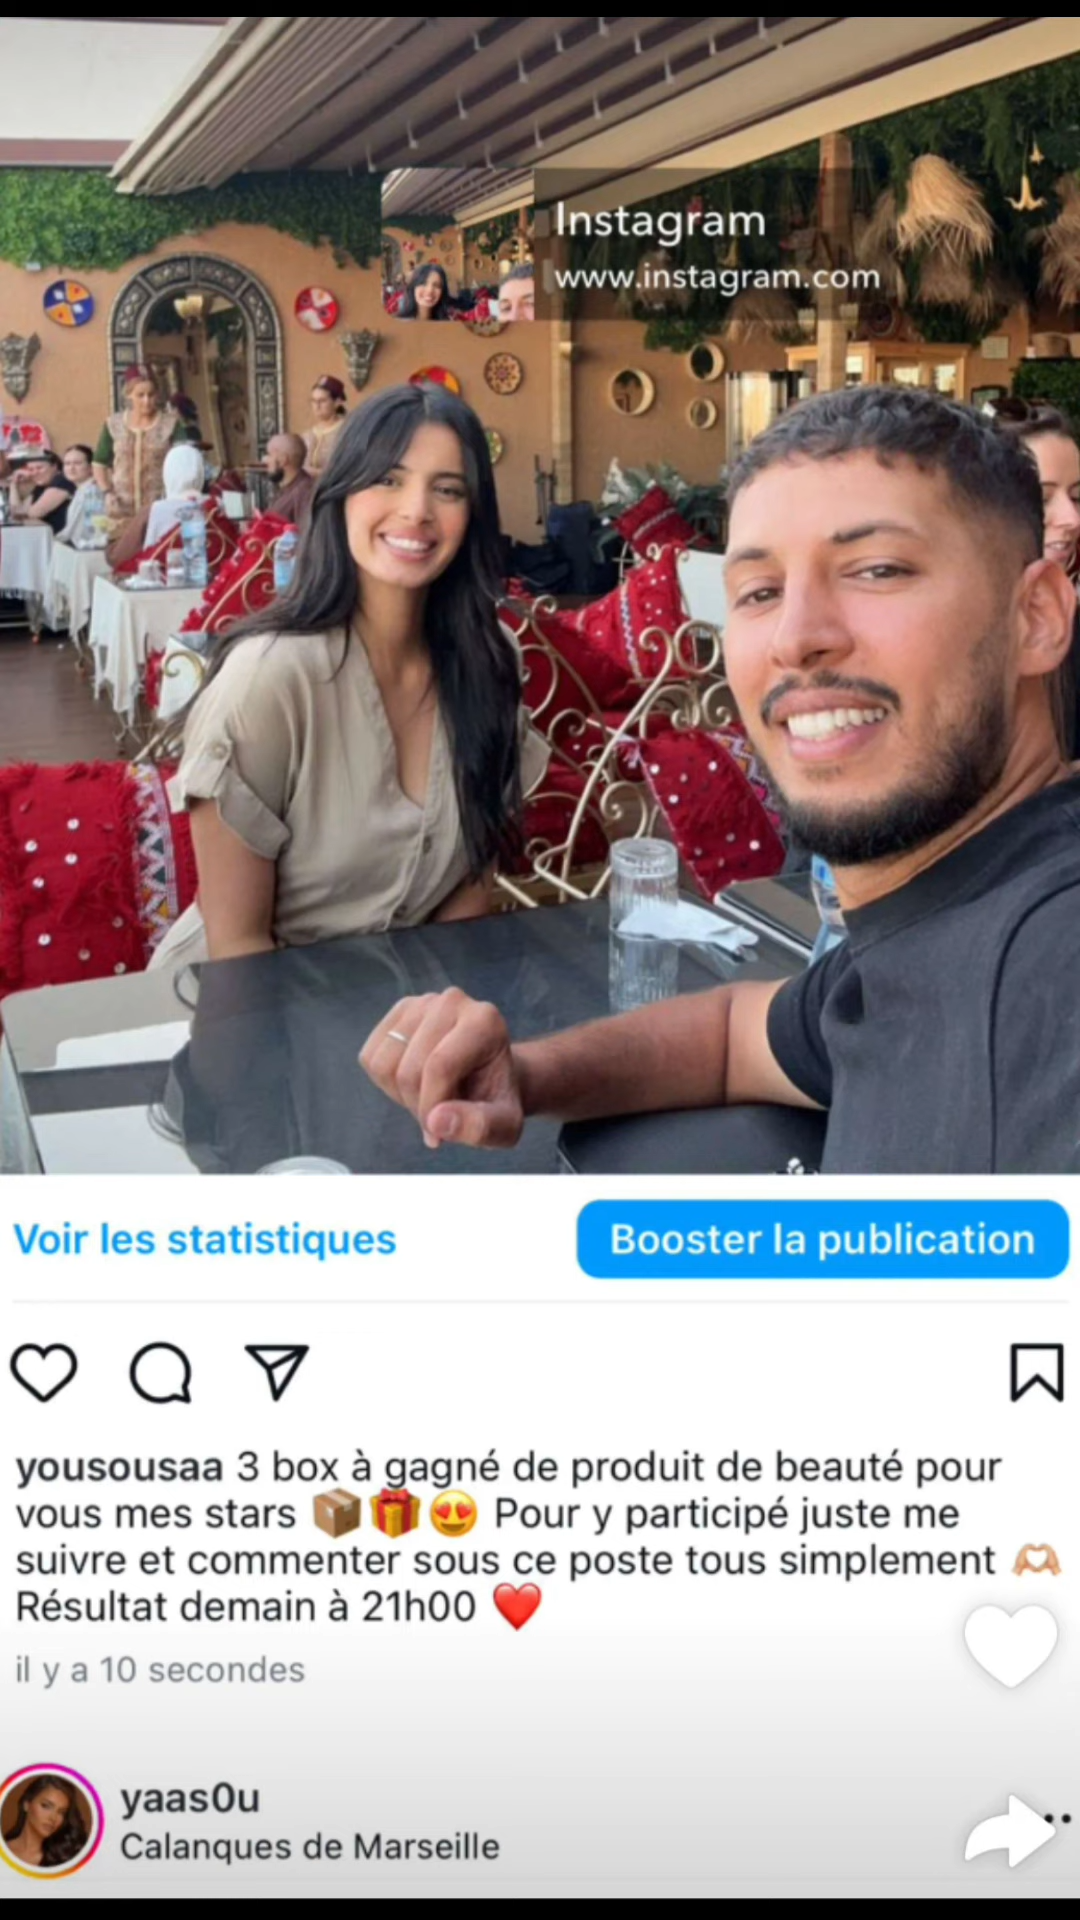 Instagram
www.instagram.com
Voir les statistiques
Booster la publication
yousousaa 3 box à gagné de produit de beauté pour
vous mes stars 📦🎁😍 Pour y participé juste me
suivre et commenter sous ce poste tous simplement 🫶🏼
Résultat demain à 21h00 ❤️
il y a 10 secondes
yaas0u
Calanques de Marseille